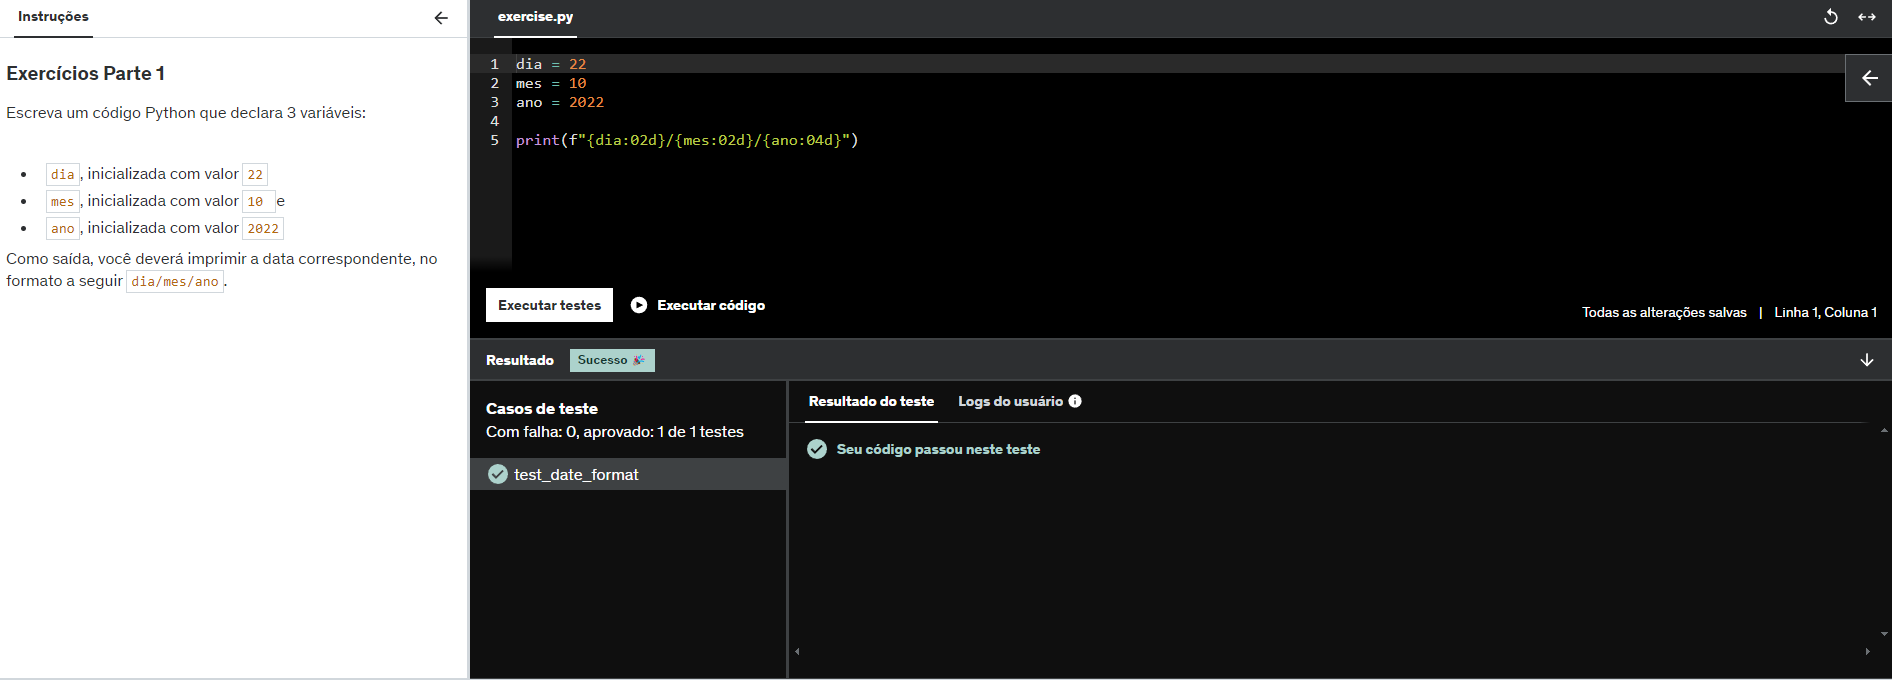 Instruções
Exercícios Parte 1
Escreva um código Python que declara 3 variáveis:
• dia, inicializada com valor 22
• mes, inicializada com valor 10 e
• ano, inicializada com valor 2022
Como saída, você deverá imprimir a data correspondente, no
formato a seguir dia/mes/ano.
exercise.py
1 dia = 22
2 mes = 10
3 ano = 2022
4
5 print(f"{dia:02d}/{mes:02d}/{ano:04d}")
Executar testes Executar código
Todas as alterações salvas | Linha 1, Coluna 1
Resultado Sucesso 🎉
Casos de teste
Com falha: 0, aprovado: 1 de 1 testes
test_date_format
Resultado do teste Logs do usuário
Seu código passou neste teste